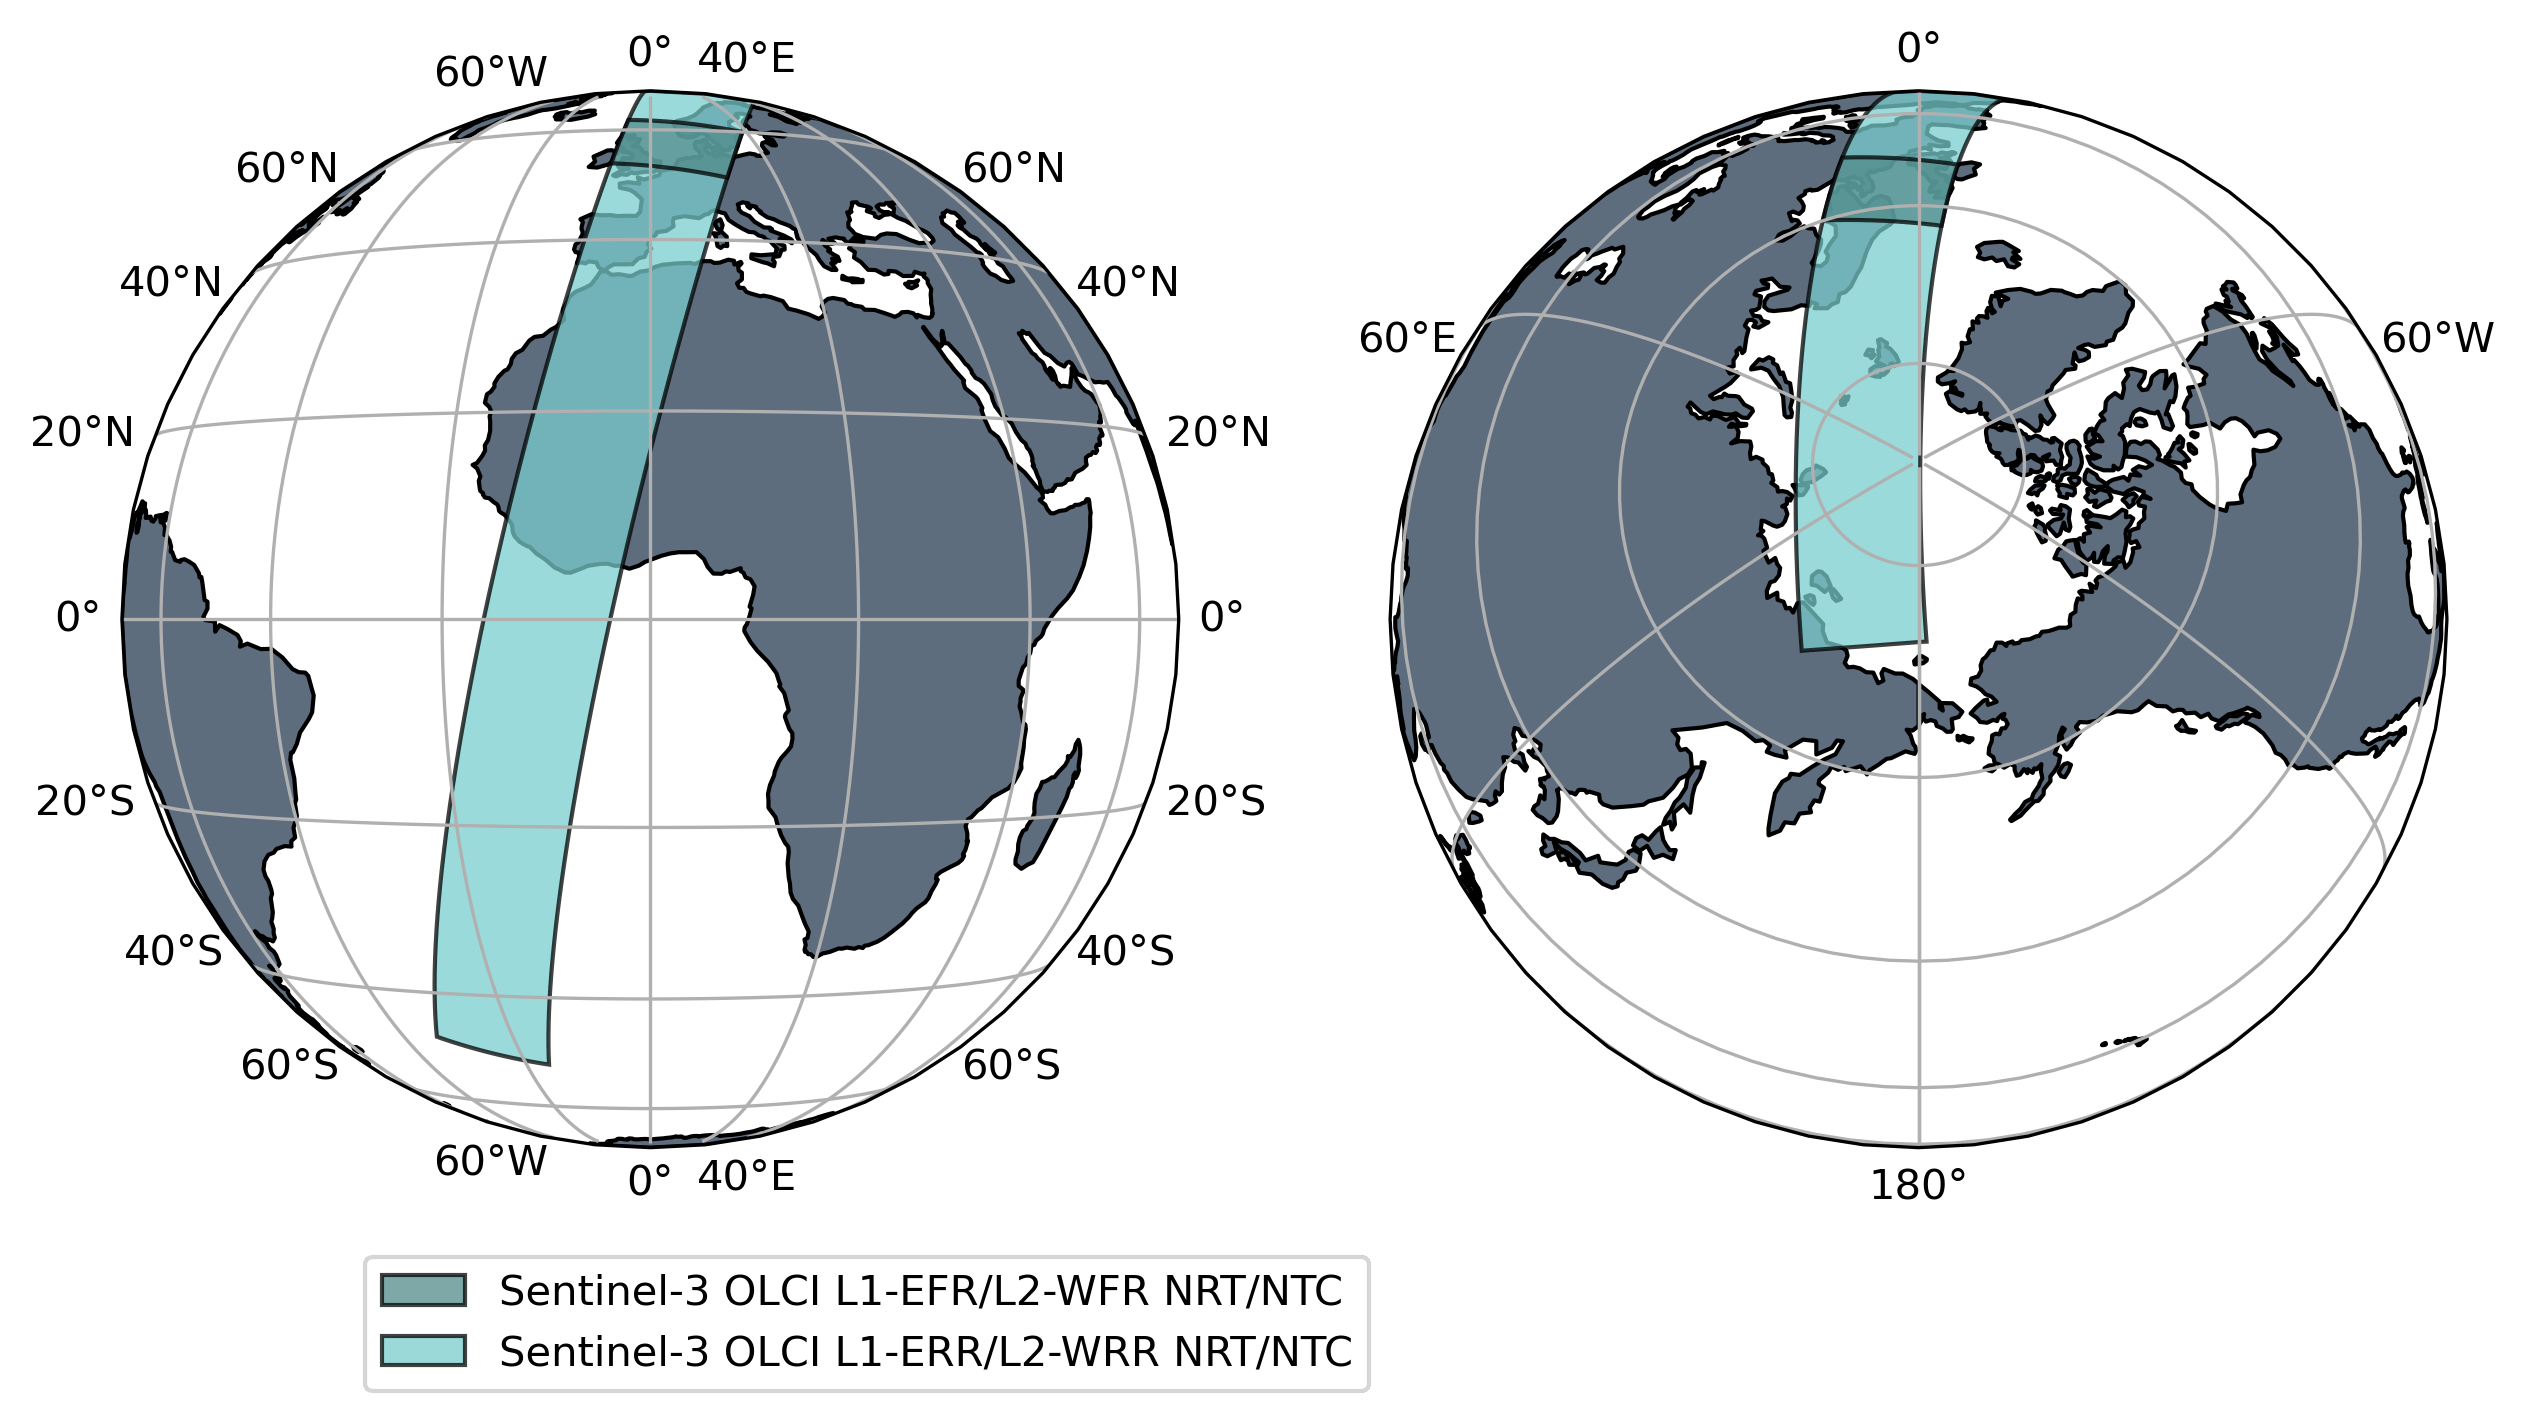 60°W 0° 40°E
60°N 60°N
40°N 40°N
20°N 20°N
0° 0°
20°S 20°S
40°S 40°S
60°S 60°S
60°W 0° 40°E
0°
60°E 60°W
180°
Sentinel-3 OLCI L1-EFR/L2-WFR NRT/NTC
Sentinel-3 OLCI L1-ERR/L2-WRR NRT/NTC